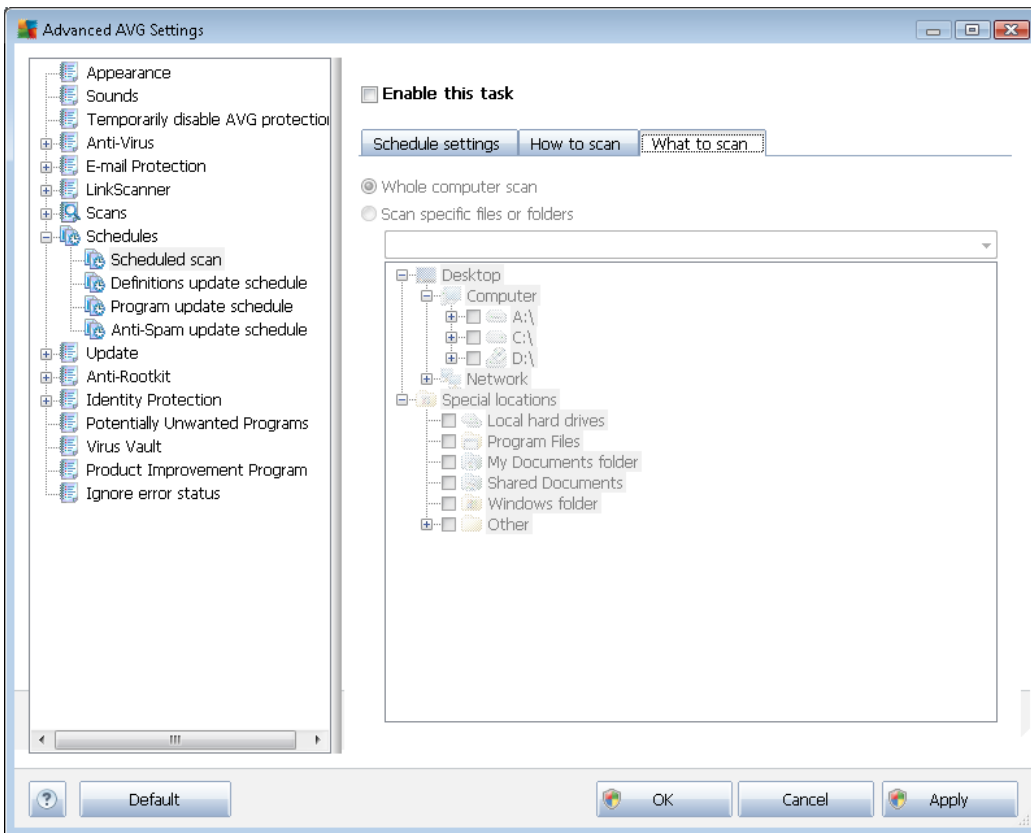 Advanced AVG Settings
Appearance
Sounds
Temporarily disable AVG protection
Anti-Virus
E-mail Protection
LinkScanner
Scans
Schedules
Scheduled scan
Definitions update schedule
Program update schedule
Anti-Spam update schedule
Update
Anti-Rootkit
Identity Protection
Potentially Unwanted Programs
Virus Vault
Product Improvement Program
Ignore error status
Enable this task
Schedule settings
How to scan
What to scan
Whole computer scan
Scan specific files or folders
Desktop
Computer
A:\
C:\
D:\
Network
Special locations
Local hard drives
Program Files
My Documents folder
Shared Documents
Windows folder
Other
?
Default
OK
Cancel
Apply